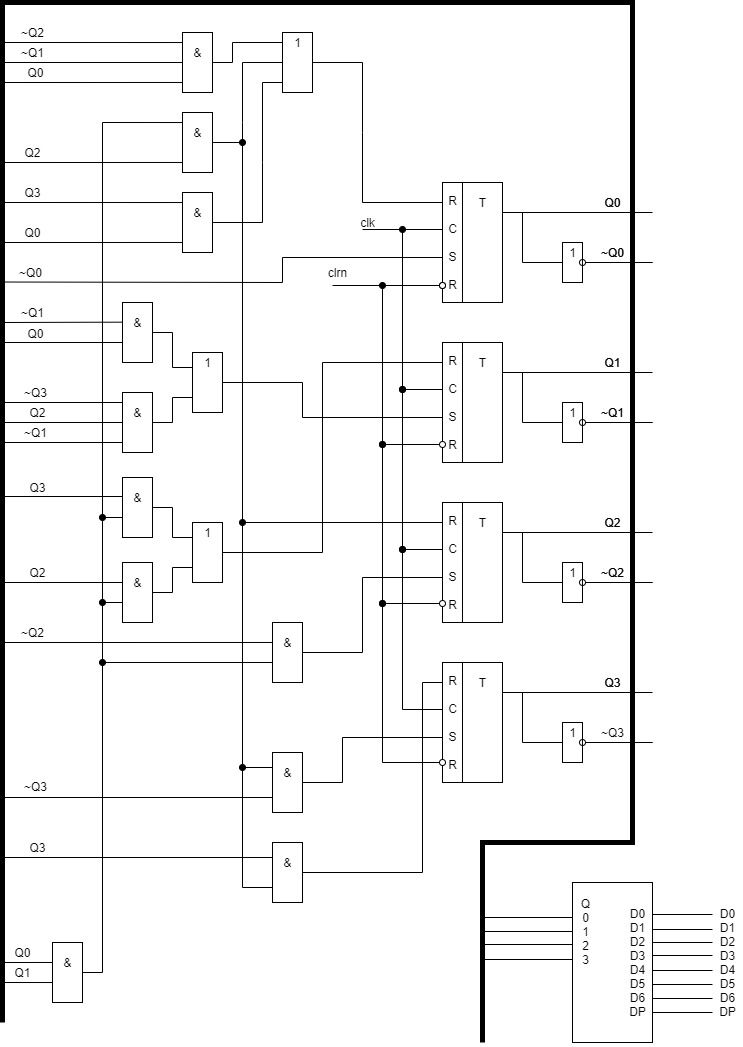 ~Q2
~Q1
Q0
&
1
Q2
&
Q3
Q0
&
~Q0
clk
clrn
R T
C
S
R
Q0
1 ~Q0
~Q1
Q0
&
1
~Q3
Q2
~Q1
&
R T
C
S
R
Q1
1 ~Q1
Q3
&
1
Q2
&
R T
C
S
R
Q2
1 ~Q2
~Q2
&
R T
C
S
R
Q3
1 ~Q3
~Q3
&
Q3
&
Q0
Q1
&
Q
0
1
2
3
D0 D0
D1 D1
D2 D2
D3 D3
D4 D4
D5 D5
D6 D6
DP DP